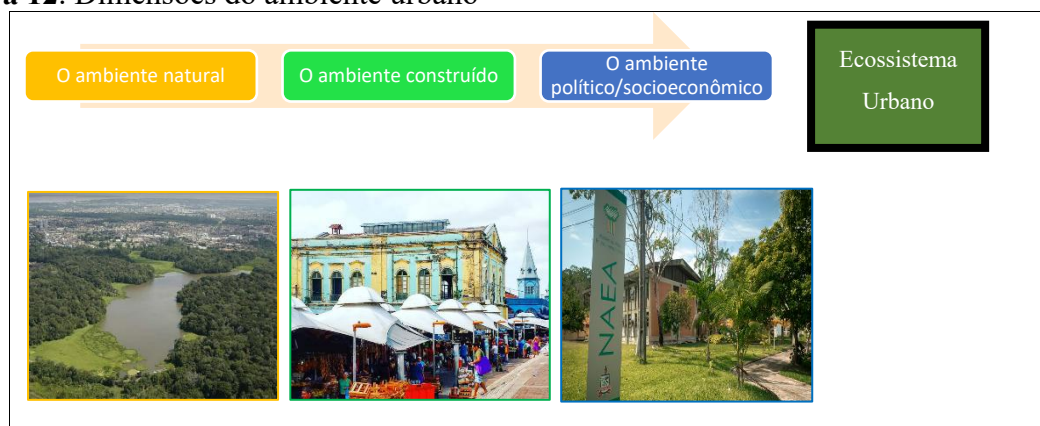 a 12. Dimensões do ambiente urbano
O ambiente natural
O ambiente construído
O ambiente
político/socioeconômico
Ecossistema
Urbano
NAEA